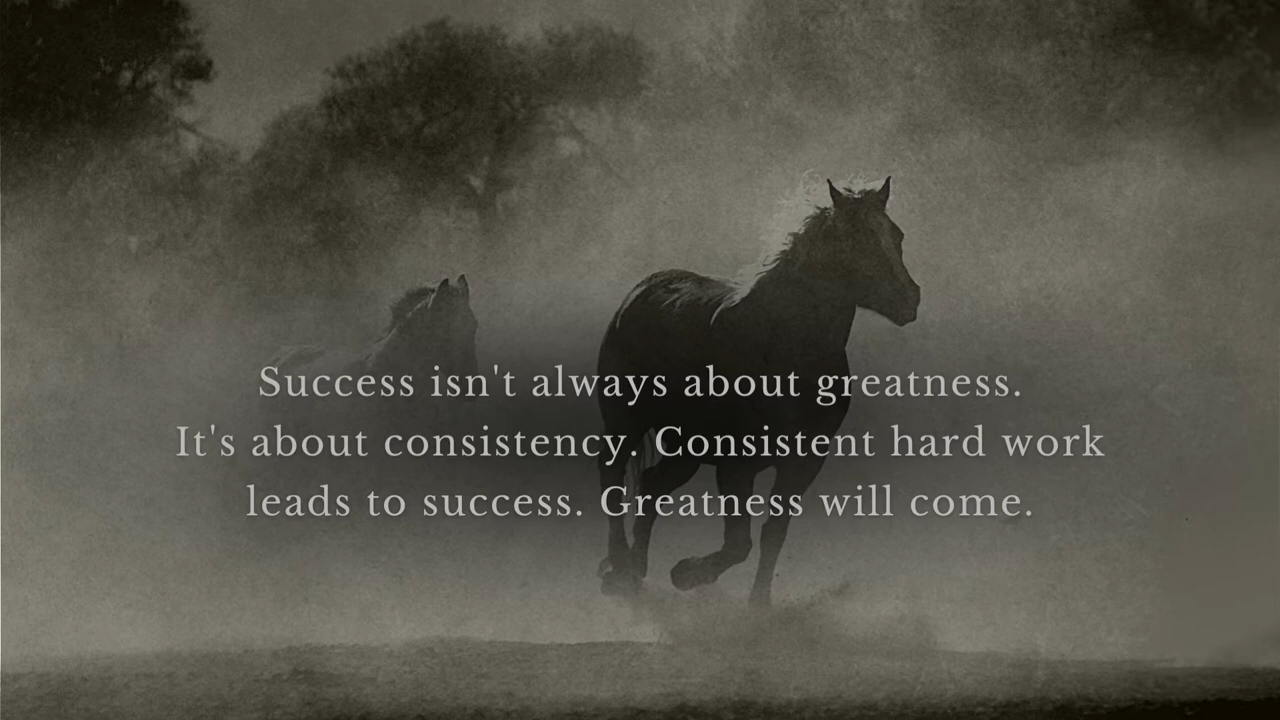 Success isn't always about greatness.
It's about consistency. Consistent hard work
leads to success. Greatness will come.